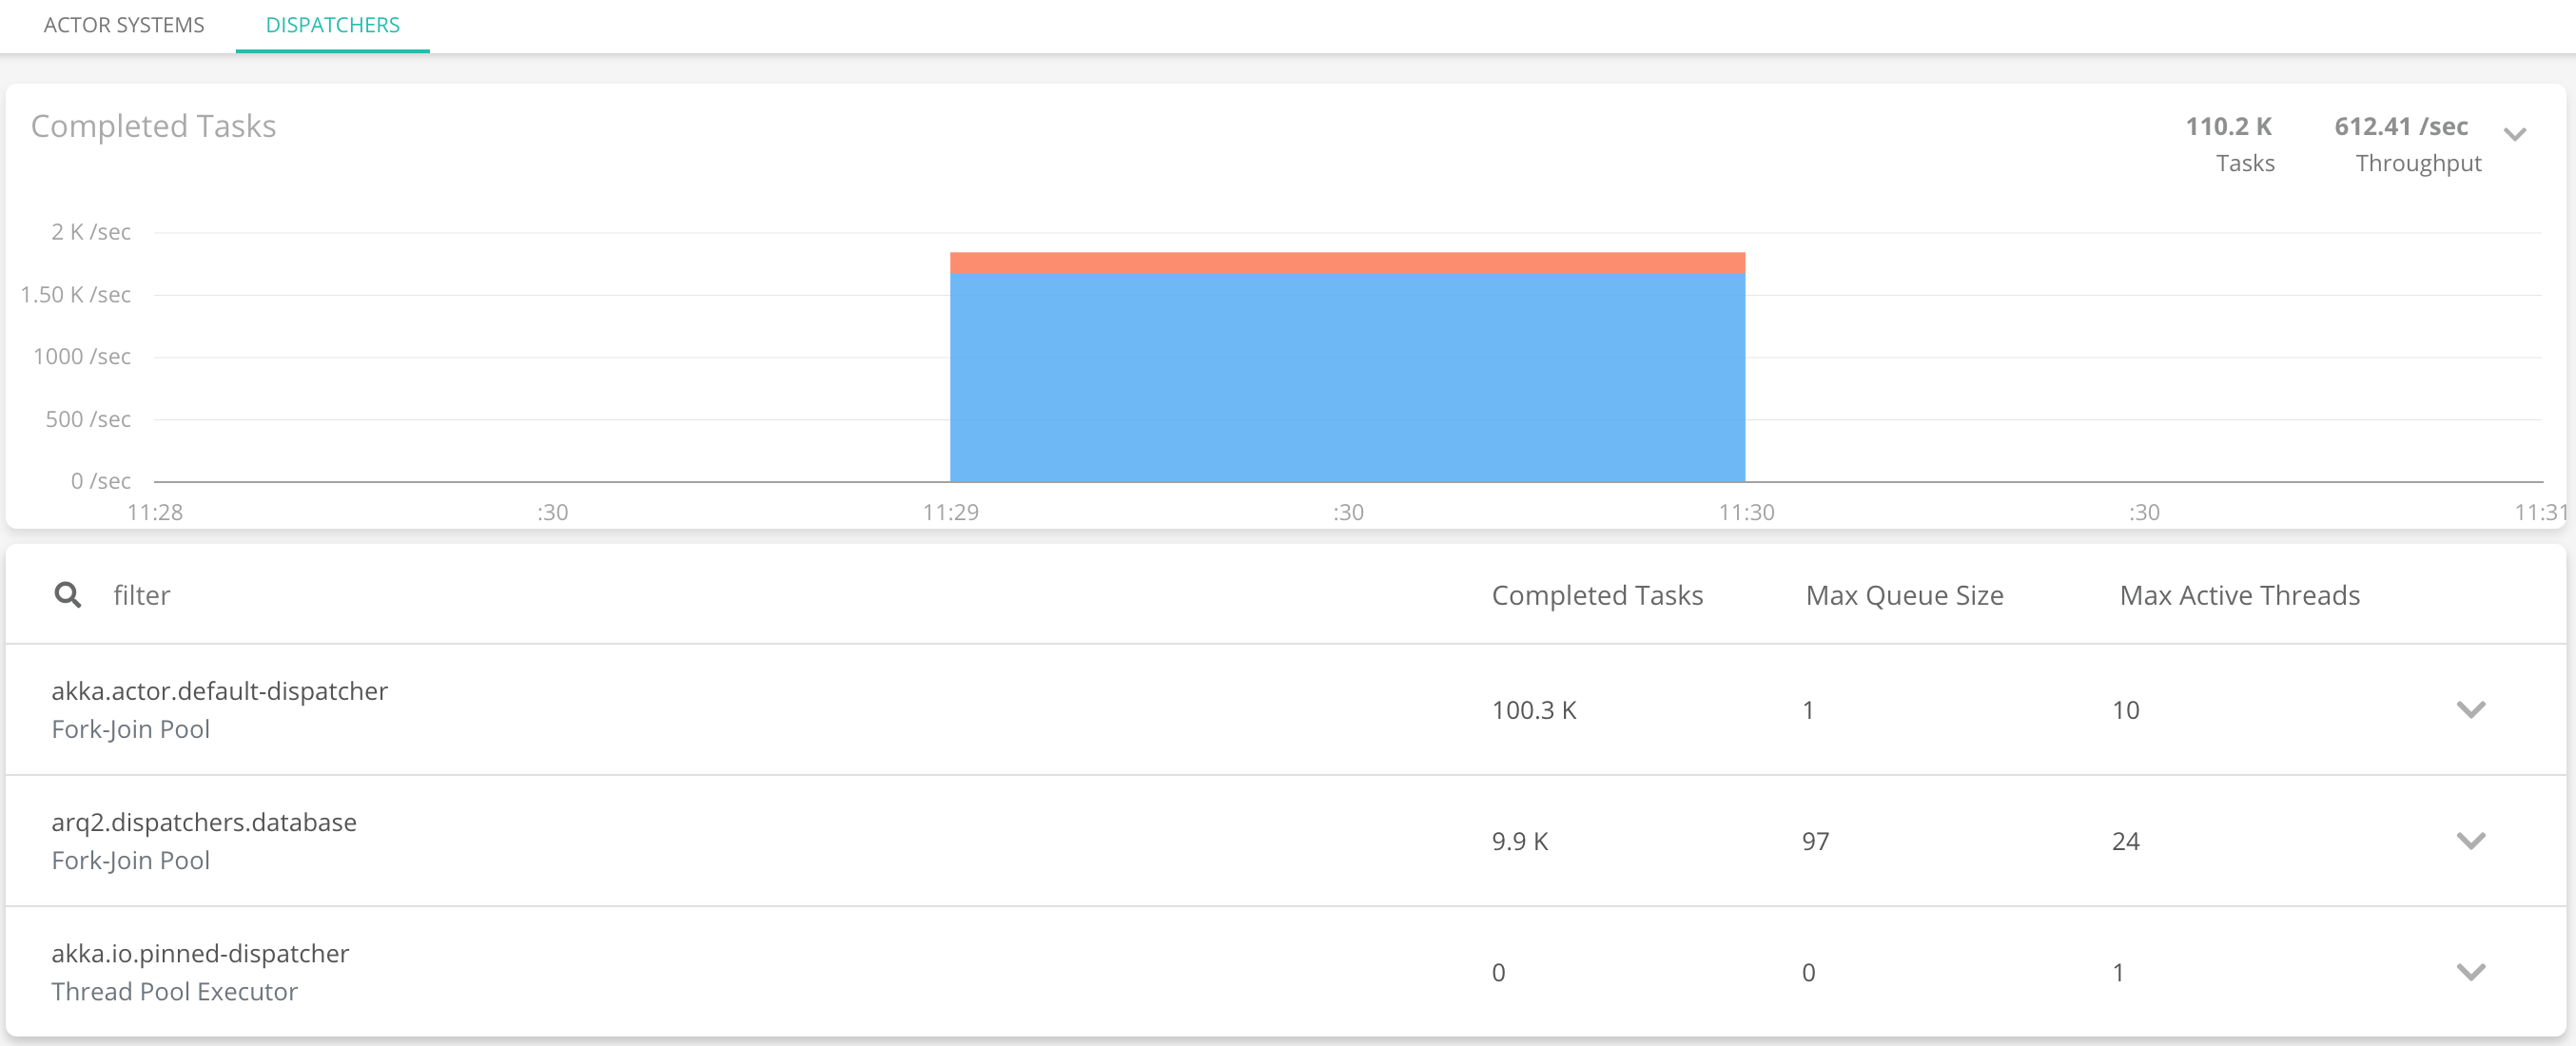 ACTOR SYSTEMS DISPATCHERS
Completed Tasks 110.2 K 612.41 /sec
Tasks Throughput
2 K /sec
1.50 K /sec
1000 /sec
500 /sec
0 /sec
11:28 :30 11:29 :30 11:30 :30 11:31
filter Completed Tasks Max Queue Size Max Active Threads
akka.actor.default-dispatcher
Fork-Join Pool
100.3 K 1 10
arq2.dispatchers.database
Fork-Join Pool
9.9 K 97 24
akka.io.pinned-dispatcher
Thread Pool Executor
0 0 1